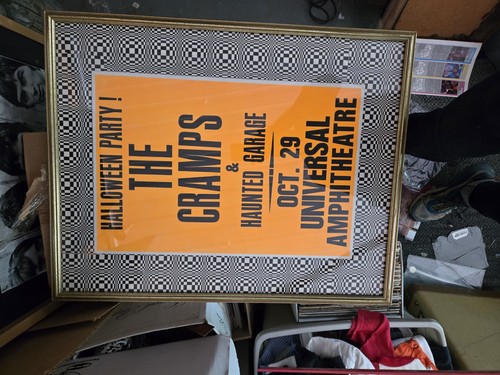 HALLOWEEN PARTY!
THE
CRAMPS
&
HAUNTED GARAGE
OCT. 29
UNIVERSAL
AMPHITHEATRE